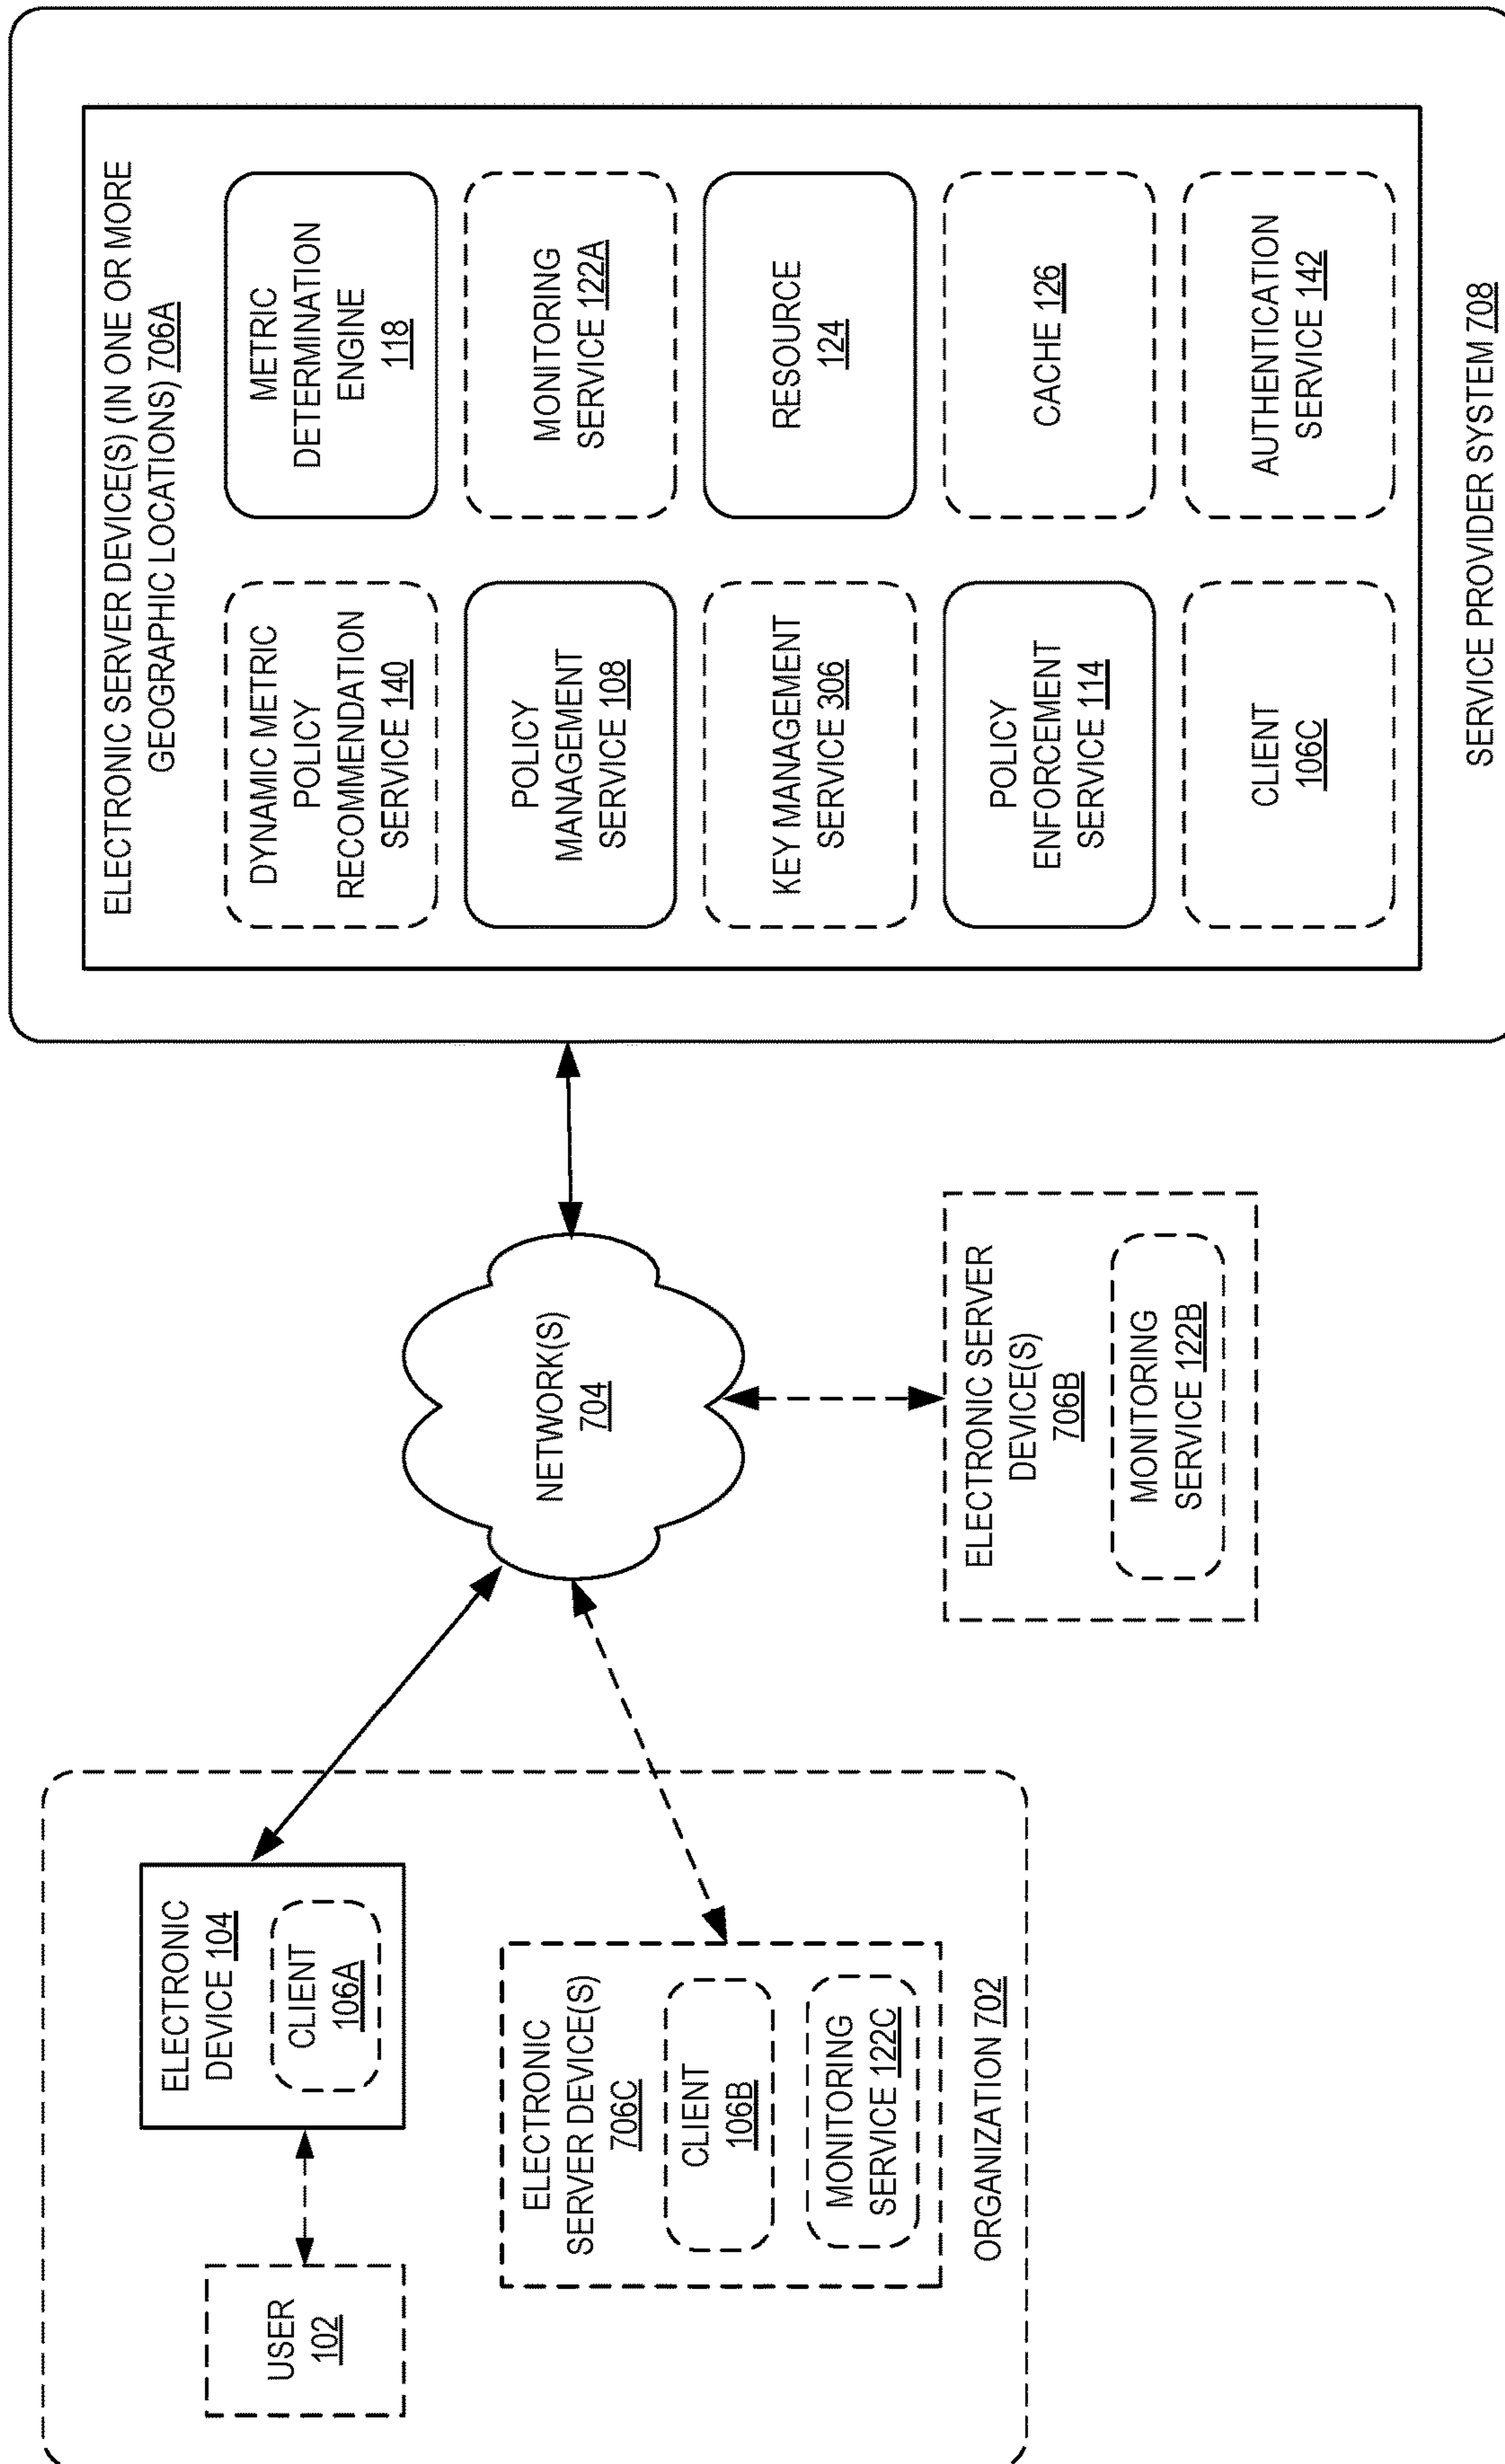 USER
102
ELECTRONIC
DEVICE 104
CLIENT
106A
ELECTRONIC
SERVER DEVICE(S)
706C
CLIENT
106B
MONITORING
SERVICE 122C
ORGANIZATION 702
NETWORK(S)
704
ELECTRONIC SERVER
DEVICE(S)
706B
MONITORING
SERVICE 122B
ELECTRONIC SERVER DEVICE(S) (IN ONE OR MORE
GEOGRAPHIC LOCATIONS) 706A
DYNAMIC METRIC
POLICY
RECOMMENDATION
SERVICE 140
METRIC
DETERMINATION
ENGINE
118
POLICY
MANAGEMENT
SERVICE 108
MONITORING
SERVICE 122A
KEY MANAGEMENT
SERVICE 306
RESOURCE
124
POLICY
ENFORCEMENT
SERVICE 114
CACHE 126
CLIENT
106C
AUTHENTICATION
SERVICE 142
SERVICE PROVIDER SYSTEM 708